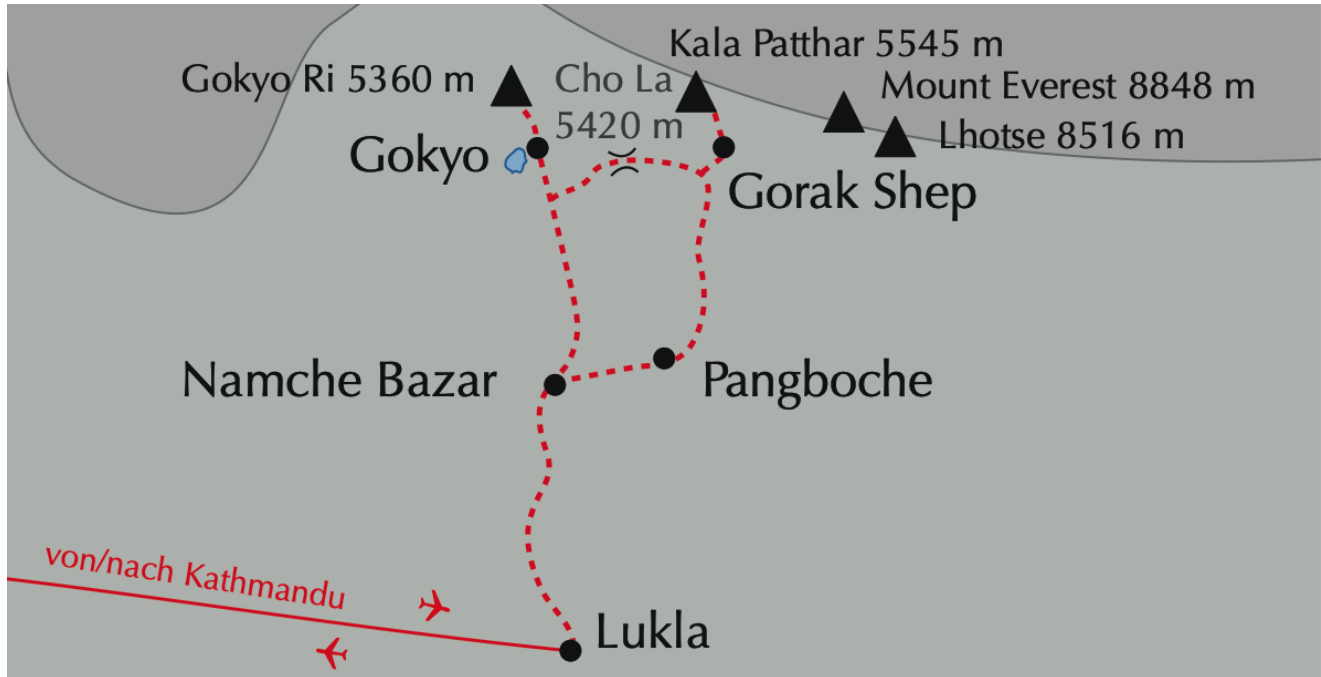 Kala Patthar 5545 m
Gokyo Ri 5360 m
Cho La
5420 m
Mount Everest 8848 m
Lhotse 8516 m
Gokyo
Gorak Shep
Namche Bazar
Pangboche
von/nach Kathmandu
Lukla